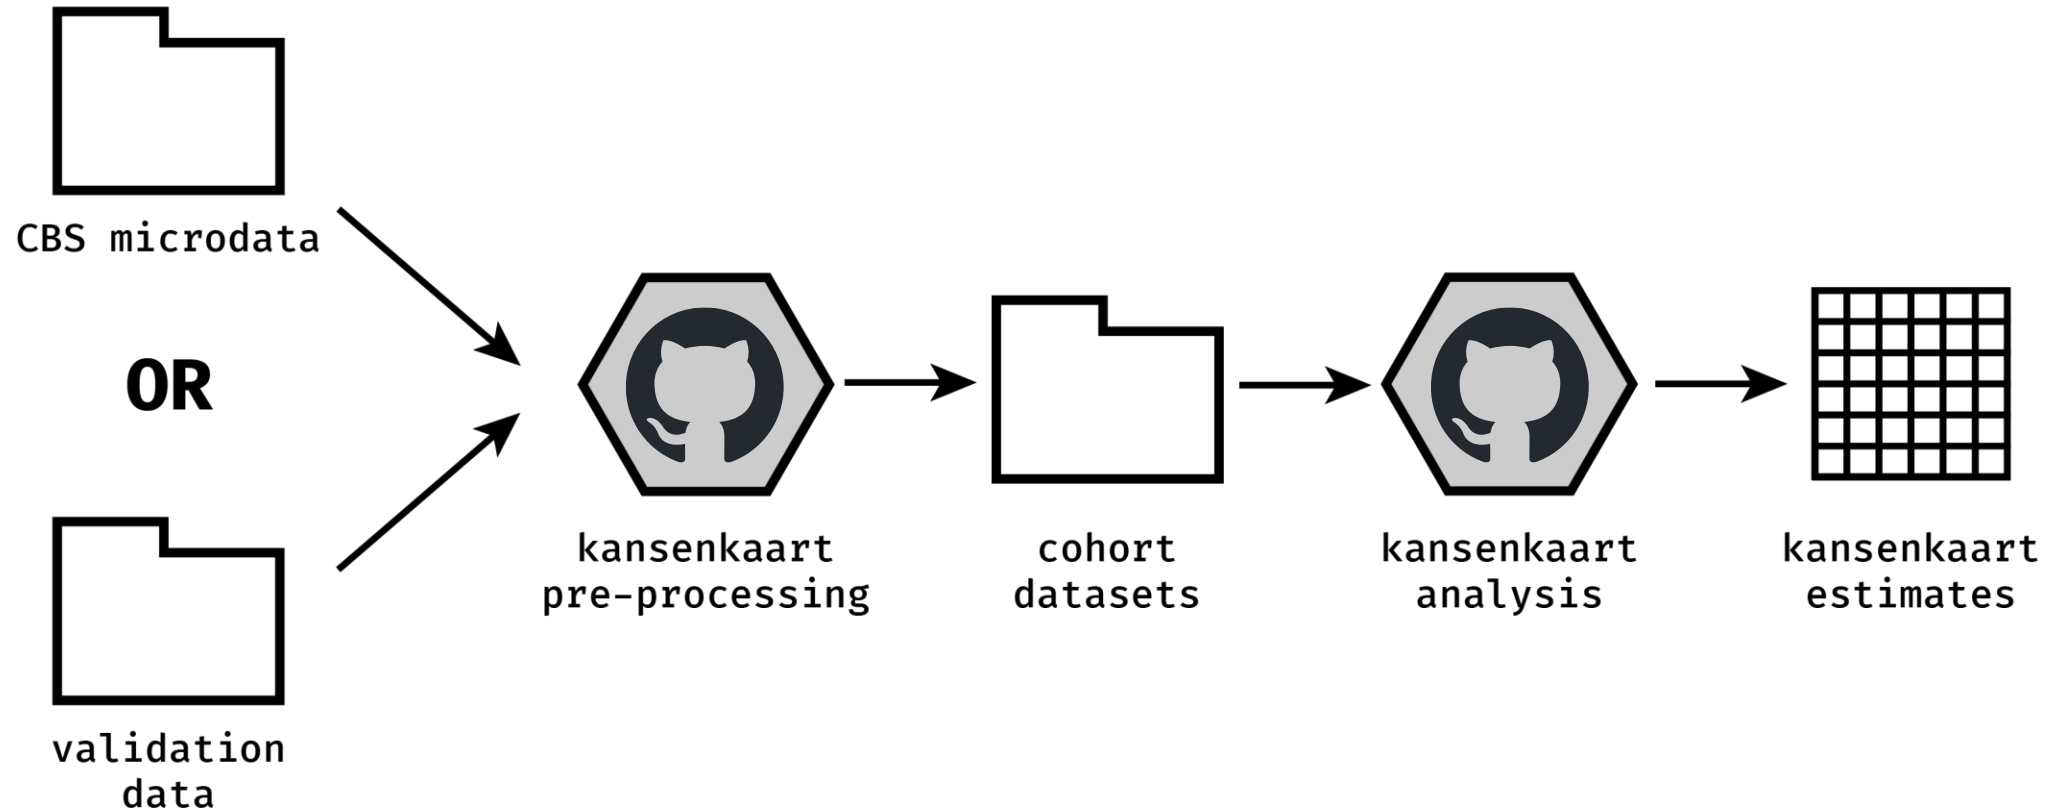 CBS microdata
OR
validation
data
kansenkaart
pre-processing
cohort
datasets
kansenkaart
analysis
kansenkaart
estimates